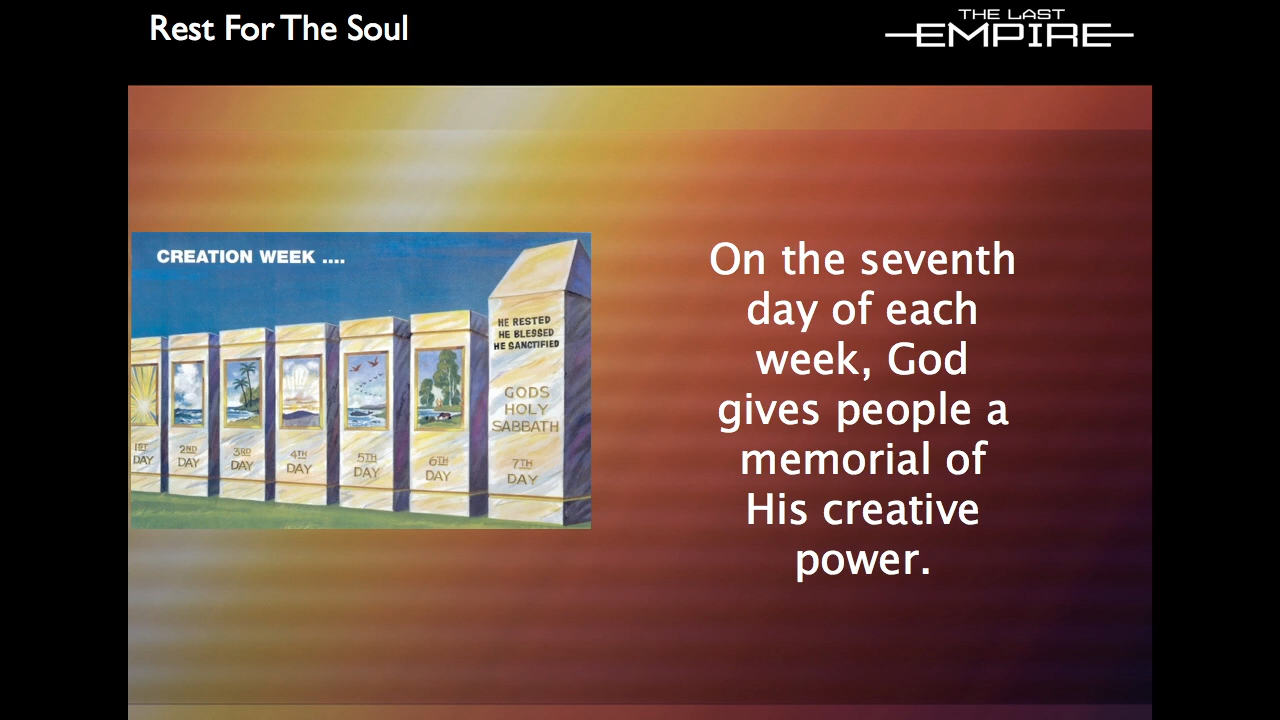 Rest For The Soul
THE LAST
EMPIRE
CREATION WEEK ....
HE RESTED
HE BLESSED
HE SANCTIFIED
GODS
HOLY
SABBATH
1ST
DAY
2ND
DAY
3RD
DAY
4TH
DAY
5TH
DAY
6TH
DAY
7TH
DAY
On the seventh
day of each
week, God
gives people a
memorial of
His creative
power.